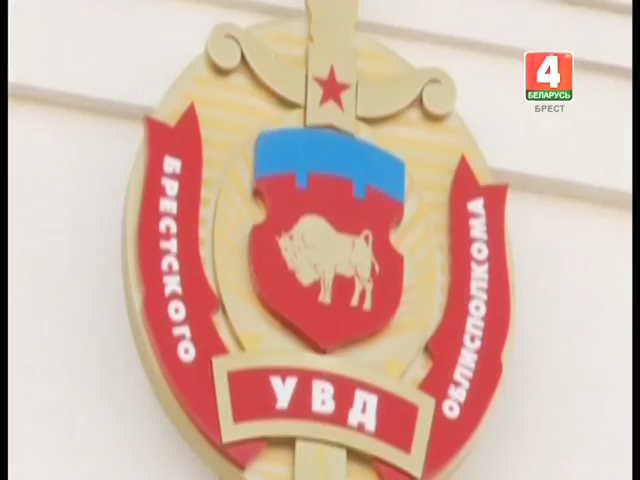 4
БЕЛАРУСЬ
БРЕСТ
БРЕСТСКОГО
ОБЛИСПОЛКОМА
УВД